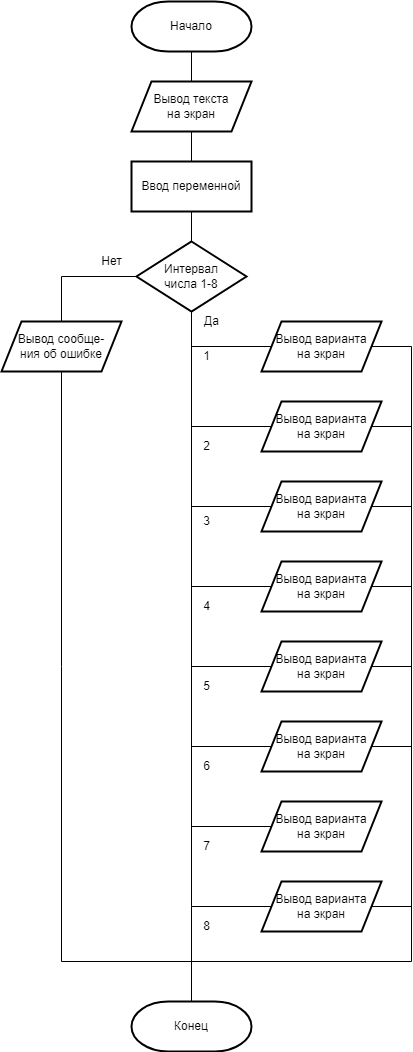 Начало
Вывод текста
на экран
Ввод переменной
Интервал
числа 1-8
Нет
Да
Вывод сообще-
ния об ошибке
1
Вывод варианта
на экран
2
Вывод варианта
на экран
3
Вывод варианта
на экран
4
Вывод варианта
на экран
5
Вывод варианта
на экран
6
Вывод варианта
на экран
7
Вывод варианта
на экран
8
Вывод варианта
на экран
Конец